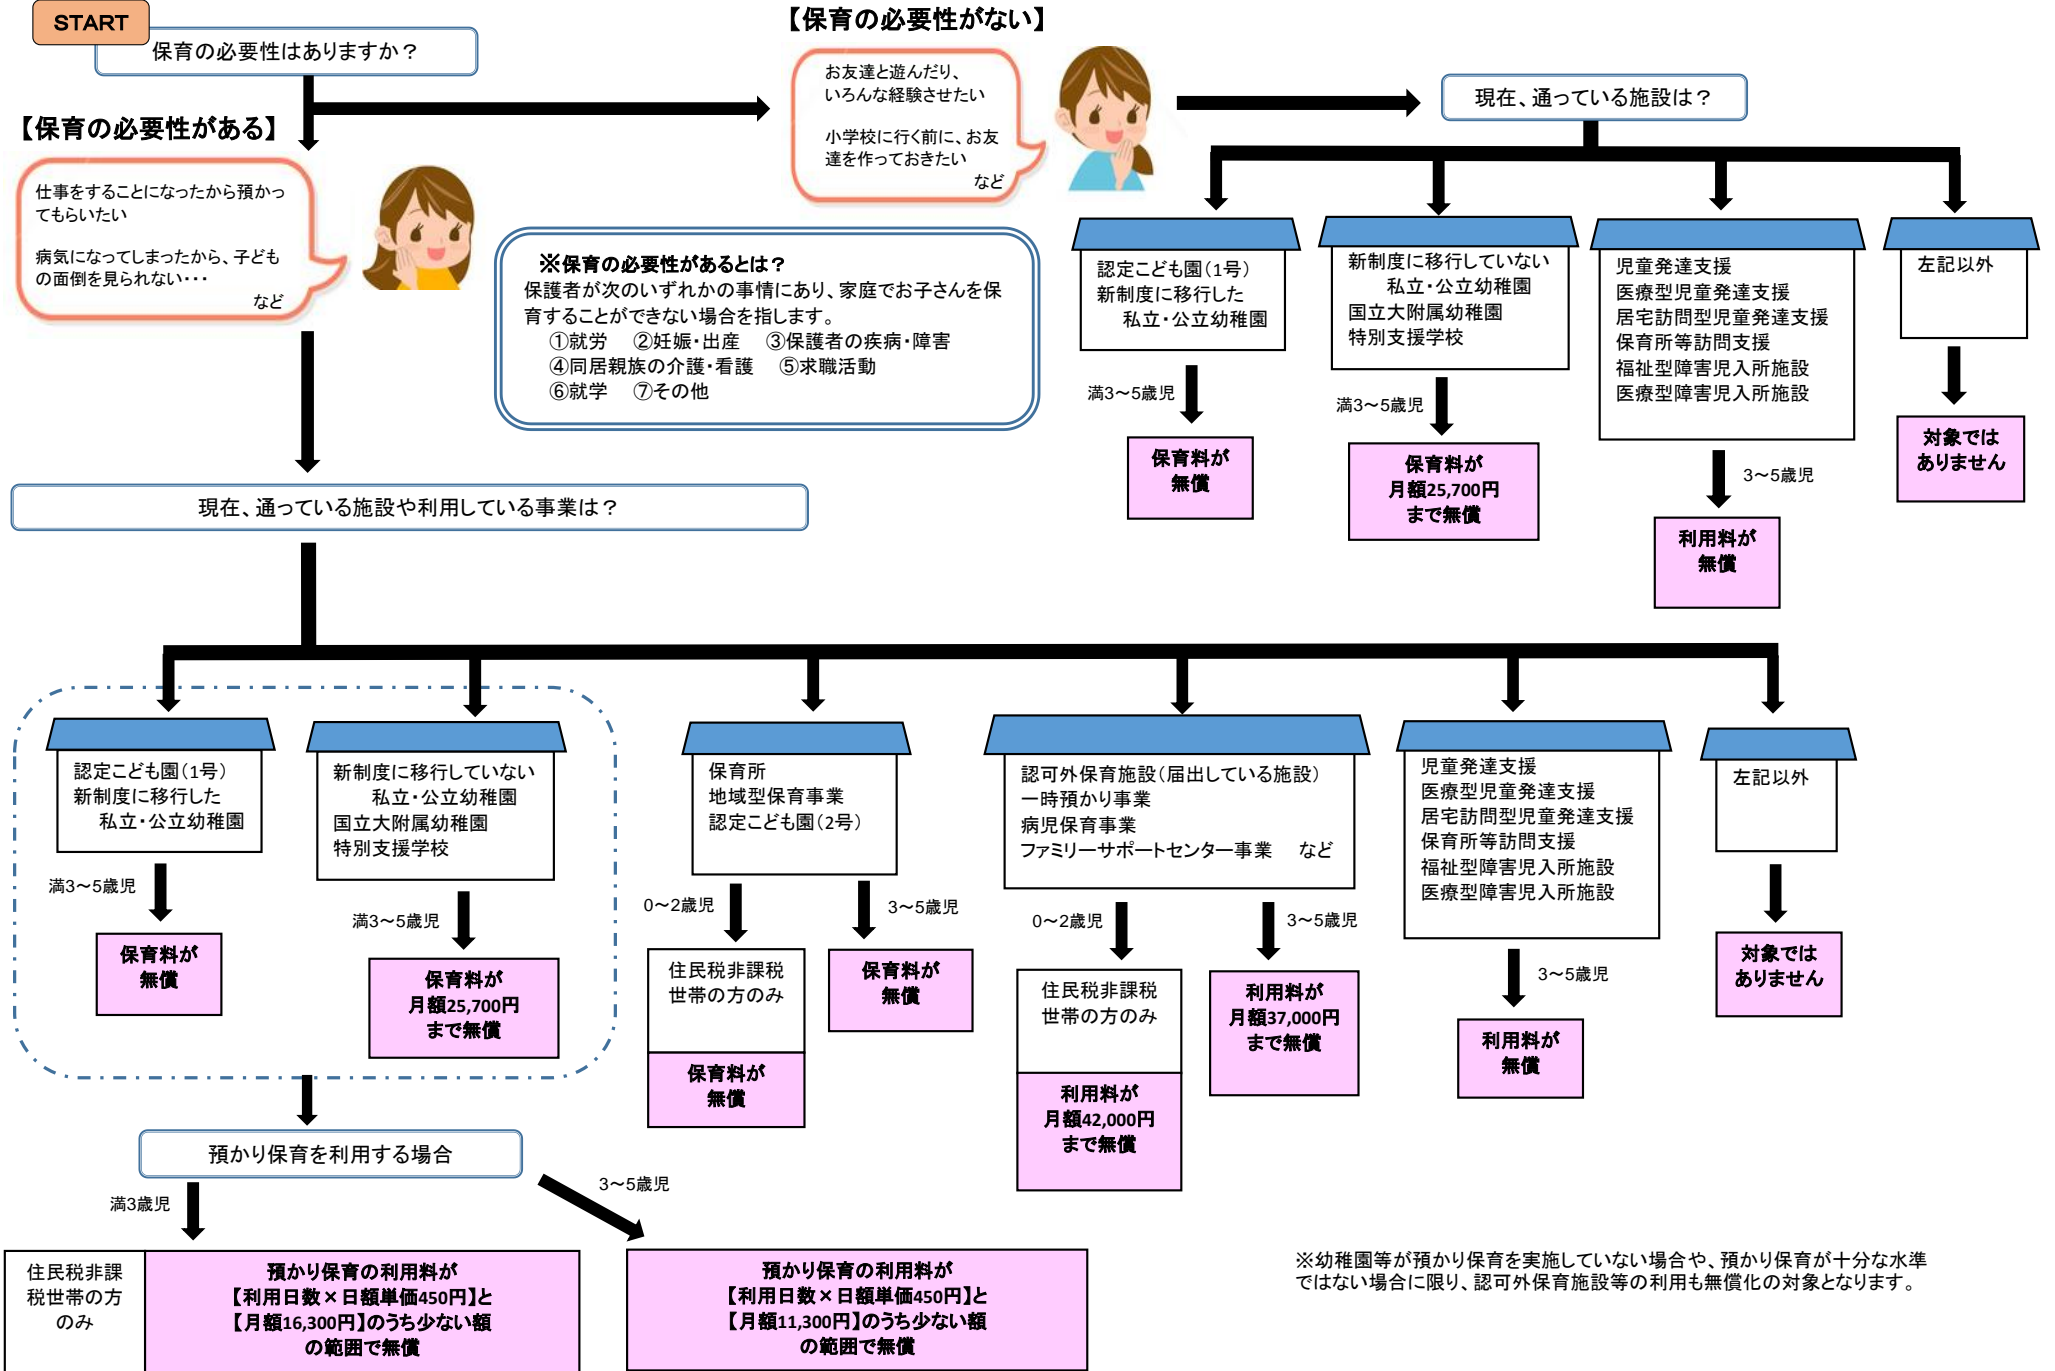 START
保育の必要性はありますか？
【保育の必要性がない】
お友達と遊んだり、
いろんな経験させたい
小学校に行く前に、お友
達を作っておきたい
など
現在、通っている施設は？
【保育の必要性がある】
仕事をすることになったから預かっ
てもらいたい
病気になってしまったから、子ども
の面倒を見られない・・・
など
※保育の必要性があるとは？
保護者が次のいずれかの事情にあり、家庭でお子さんを保
育することができない場合を指します。
①就労　②妊娠・出産　③保護者の疾病・障害
④同居親族の介護・看護　⑤求職活動
⑥就学　⑦その他
認定こども園（1号）
新制度に移行した
私立・公立幼稚園
満3～5歳児
保育料が
無償
新制度に移行していない
私立・公立幼稚園
国立大附属幼稚園
特別支援学校
満3～5歳児
保育料が
月額25,700円
まで無償
児童発達支援
医療型児童発達支援
居宅訪問型児童発達支援
保育所等訪問支援
福祉型障害児入所施設
医療型障害児入所施設
3～5歳児
利用料が
無償
左記以外
対象では
ありません
現在、通っている施設や利用している事業は？
認定こども園（1号）
新制度に移行した
私立・公立幼稚園
満3～5歳児
保育料が
無償
新制度に移行していない
私立・公立幼稚園
国立大附属幼稚園
特別支援学校
満3～5歳児
保育料が
月額25,700円
まで無償
保育所
地域型保育事業
認定こども園（2号）
0～2歳児
住民税非課税
世帯の方のみ
保育料が
無償
3～5歳児
保育料が
無償
認可外保育施設（届出している施設）
一時預かり事業
病児保育事業
ファミリーサポートセンター事業　など
0～2歳児
住民税非課税
世帯の方のみ
利用料が
月額42,000円
まで無償
3～5歳児
利用料が
月額37,000円
まで無償
児童発達支援
医療型児童発達支援
居宅訪問型児童発達支援
保育所等訪問支援
福祉型障害児入所施設
医療型障害児入所施設
3～5歳児
利用料が
無償
左記以外
対象では
ありません
預かり保育を利用する場合
満3歳児
住民税非課
税世帯の方
のみ
預かり保育の利用料が
【利用日数×日額単価450円】と
【月額16,300円】のうち少ない額
の範囲で無償
3～5歳児
預かり保育の利用料が
【利用日数×日額単価450円】と
【月額11,300円】のうち少ない額
の範囲で無償
※幼稚園等が預かり保育を実施していない場合や、預かり保育が十分な水準
ではない場合に限り、認可外保育施設等の利用も無償化の対象となります。